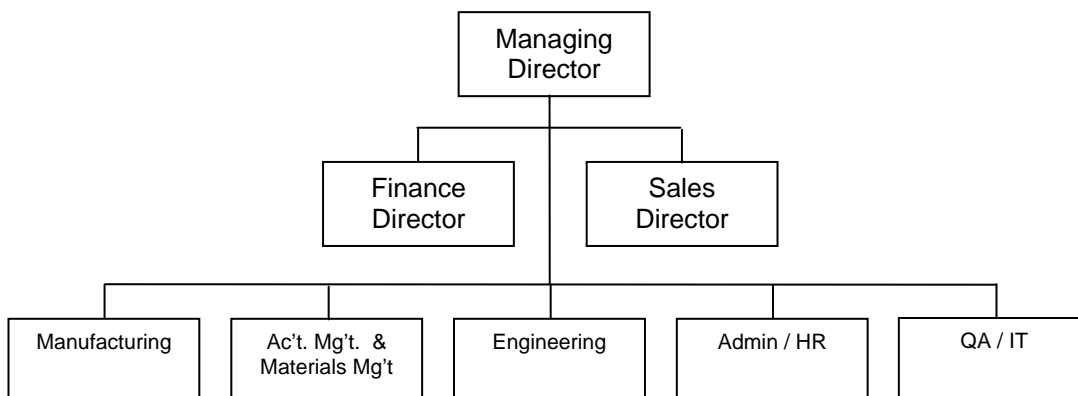 Managing
Director
Finance
Director
Sales
Director
Manufacturing
Ac't. Mg't. &
Materials Mg't
Engineering
Admin / HR
QA / IT